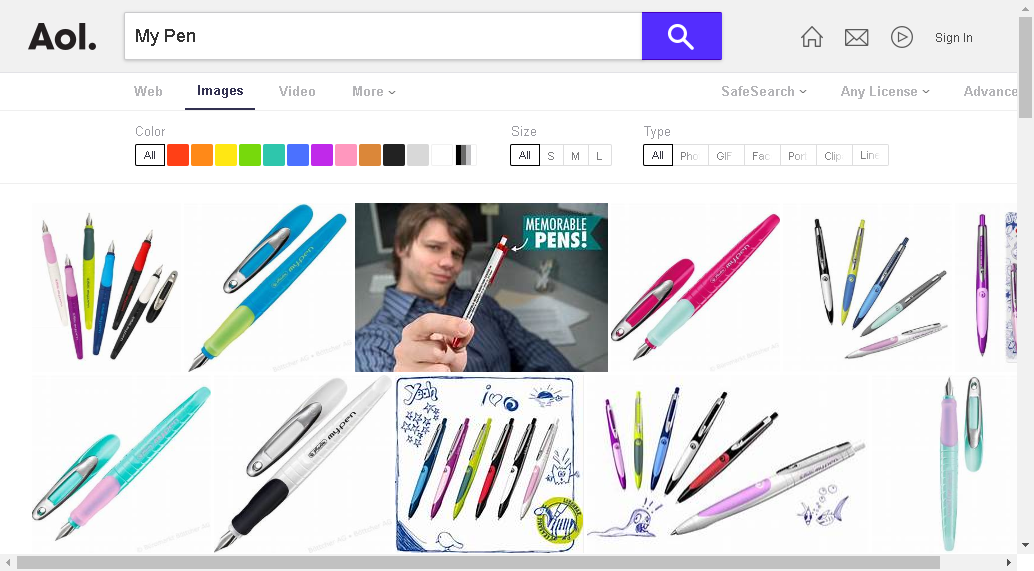 Aol.
My Pen
Sign In
Web
Images
Video
More
SafeSearch
Any License
Advance
Color
Size
Type
All
All
S
M
L
All
Pho
GIF
Fac
Por
Clip
Line
MEMORABLE
PENS!
my.pen
my.pen
Yeah
i